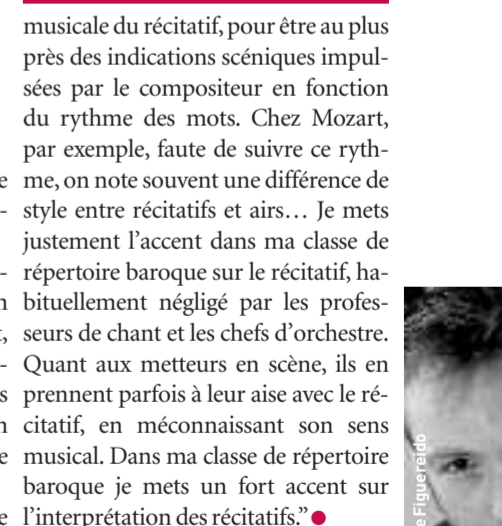 musicale du récitatif, pour être au plus
près des indications scéniques impul-
sées par le compositeur en fonction
du rythme des mots. Chez Mozart,
par exemple, faute de suivre ce ryth-
me, on note souvent une différence de
style entre récitatifs et airs… Je mets
justement l’accent dans ma classe de
répertoire baroque sur le récitatif, ha-
bituellement négligé par les profes-
seurs de chant et les chefs d’orchestre.
Quant aux metteurs en scène, ils en
prennent parfois à leur aise avec le ré-
citatif, en méconnaissant son sens
musical. Dans ma classe de répertoire
baroque je mets un fort accent sur
l’interprétation des récitatifs.”
Figuereido